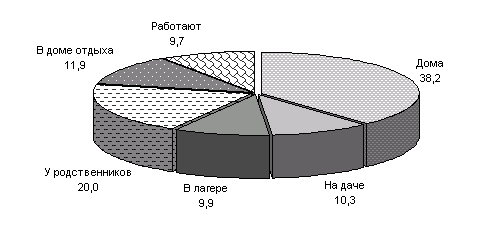 Работают
9,7
В доме отдыха
11,9
Дома
38,2
У родственников
20,0
В лагере
9,9
На даче
10,3